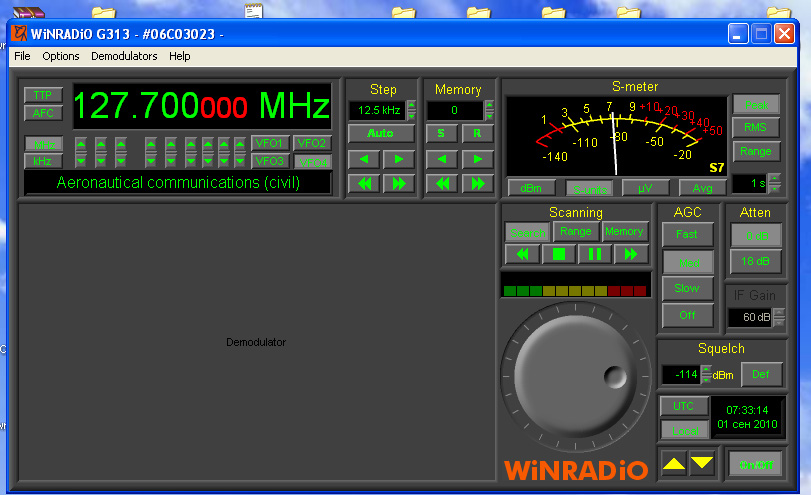 WiNRADiO G313 - #06C03023 -
File Options Demodulators Help
TTP
AFC
127.700000 MHz
MHz
kHz
VFO1 VFO2
VFO3 VFO4
Aeronautical communications (civil)
Step
12.5 kHz
Auto
Memory
0
S R
S-meter
1 3 5 7 9 +10 +20 +30 +40 +50
-140 -110 -80 -50 -20
S7
dBm S-units µV Avg
Peak
RMS
Range
1 s
Demodulator
Scanning
Search Range Memory
WiNRADiO
AGC
Fast
Med
Slow
Off
Atten
0 dB
18 dB
IF Gain
60 dB
Squelch
-114 dBm Def
UTC
Local
07:33:14
01 сен 2010
On/Off